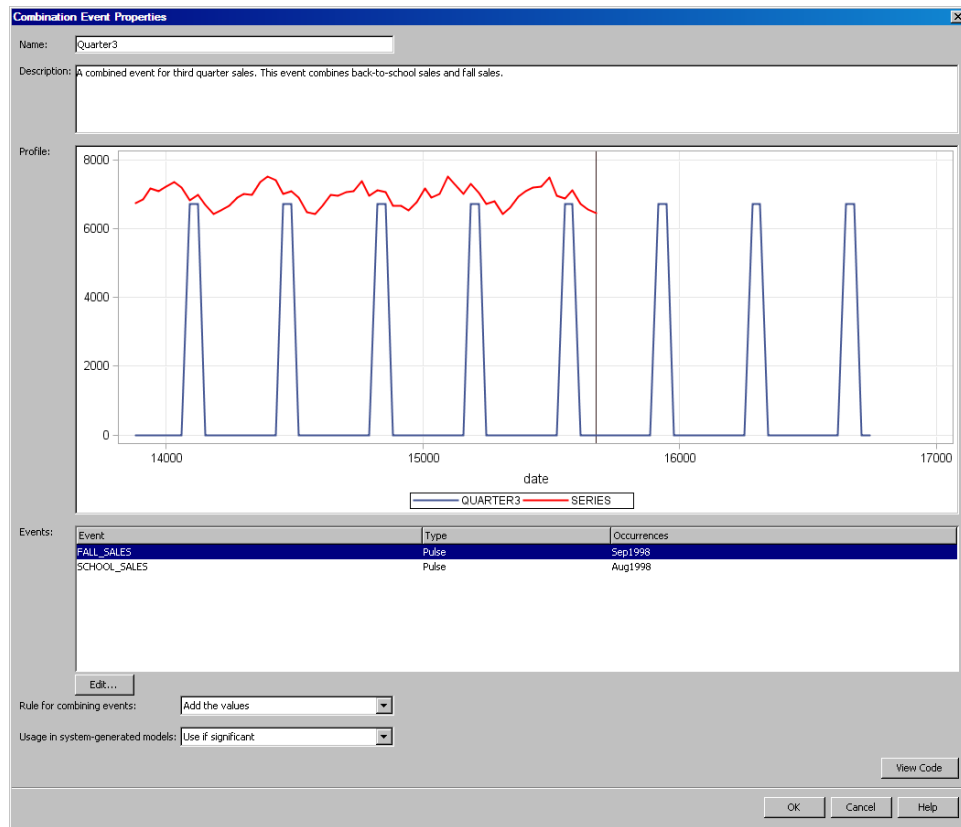 Combination Event Properties
Name: Quarter3
Description: A combined event for third quarter sales. This event combines back-to-school sales and fall sales.
Profile:
8000
6000
4000
2000
0
14000 15000 16000 17000
date
QUARTER3 SERIES
Events:
Event Type Occurrences
FALL_SALES Pulse Sep1998
SCHOOL_SALES Pulse Aug1998
Edit...
Rule for combining events: Add the values
Usage in system-generated models: Use if significant
View Code
OK Cancel Help